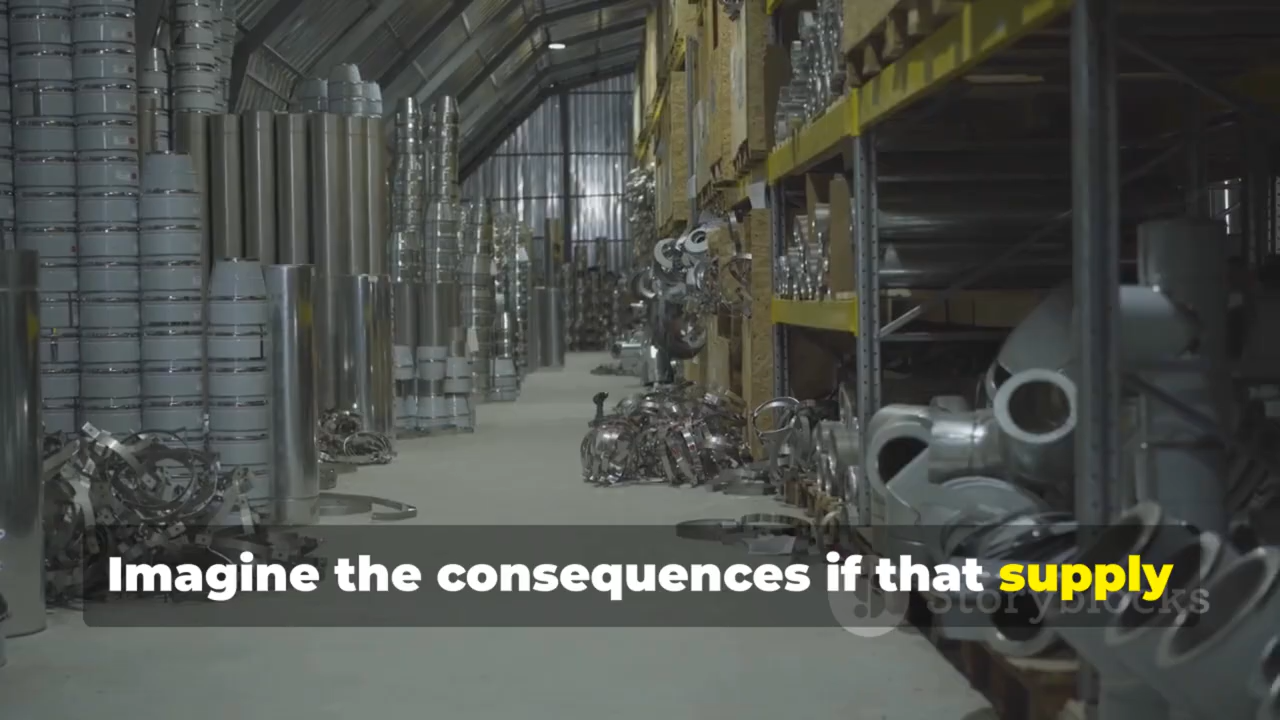 Imagine the consequences if that supply
Storyblocks